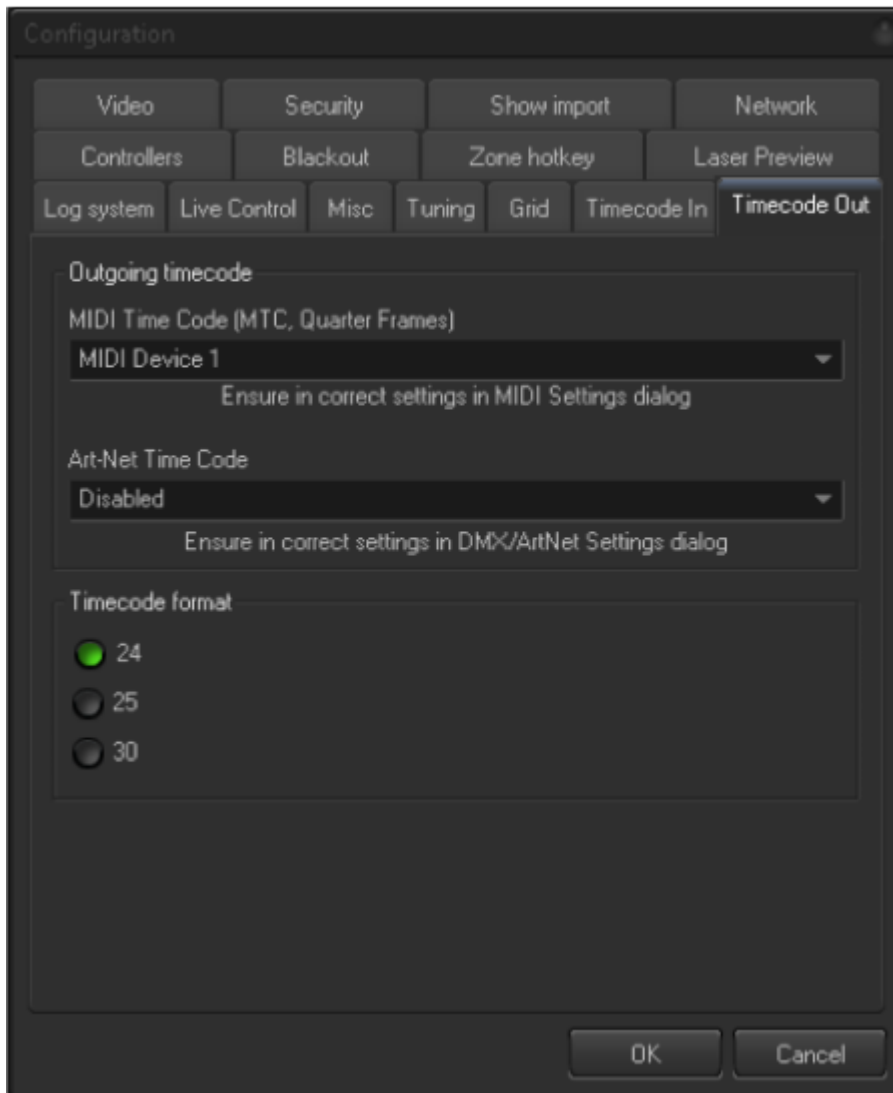 Configuration
Video Security Show import Network
Controllers Blackout Zone hotkey Laser Preview
Log system Live Control Misc Tuning Grid Timecode In Timecode Out
Outgoing timecode
MIDI Time Code (MTC, Quarter Frames)
MIDI Device 1
Ensure in correct settings in MIDI Settings dialog
Art-Net Time Code
Disabled
Ensure in correct settings in DMX/ArtNet Settings dialog
Timecode format
24
25
30
OK Cancel